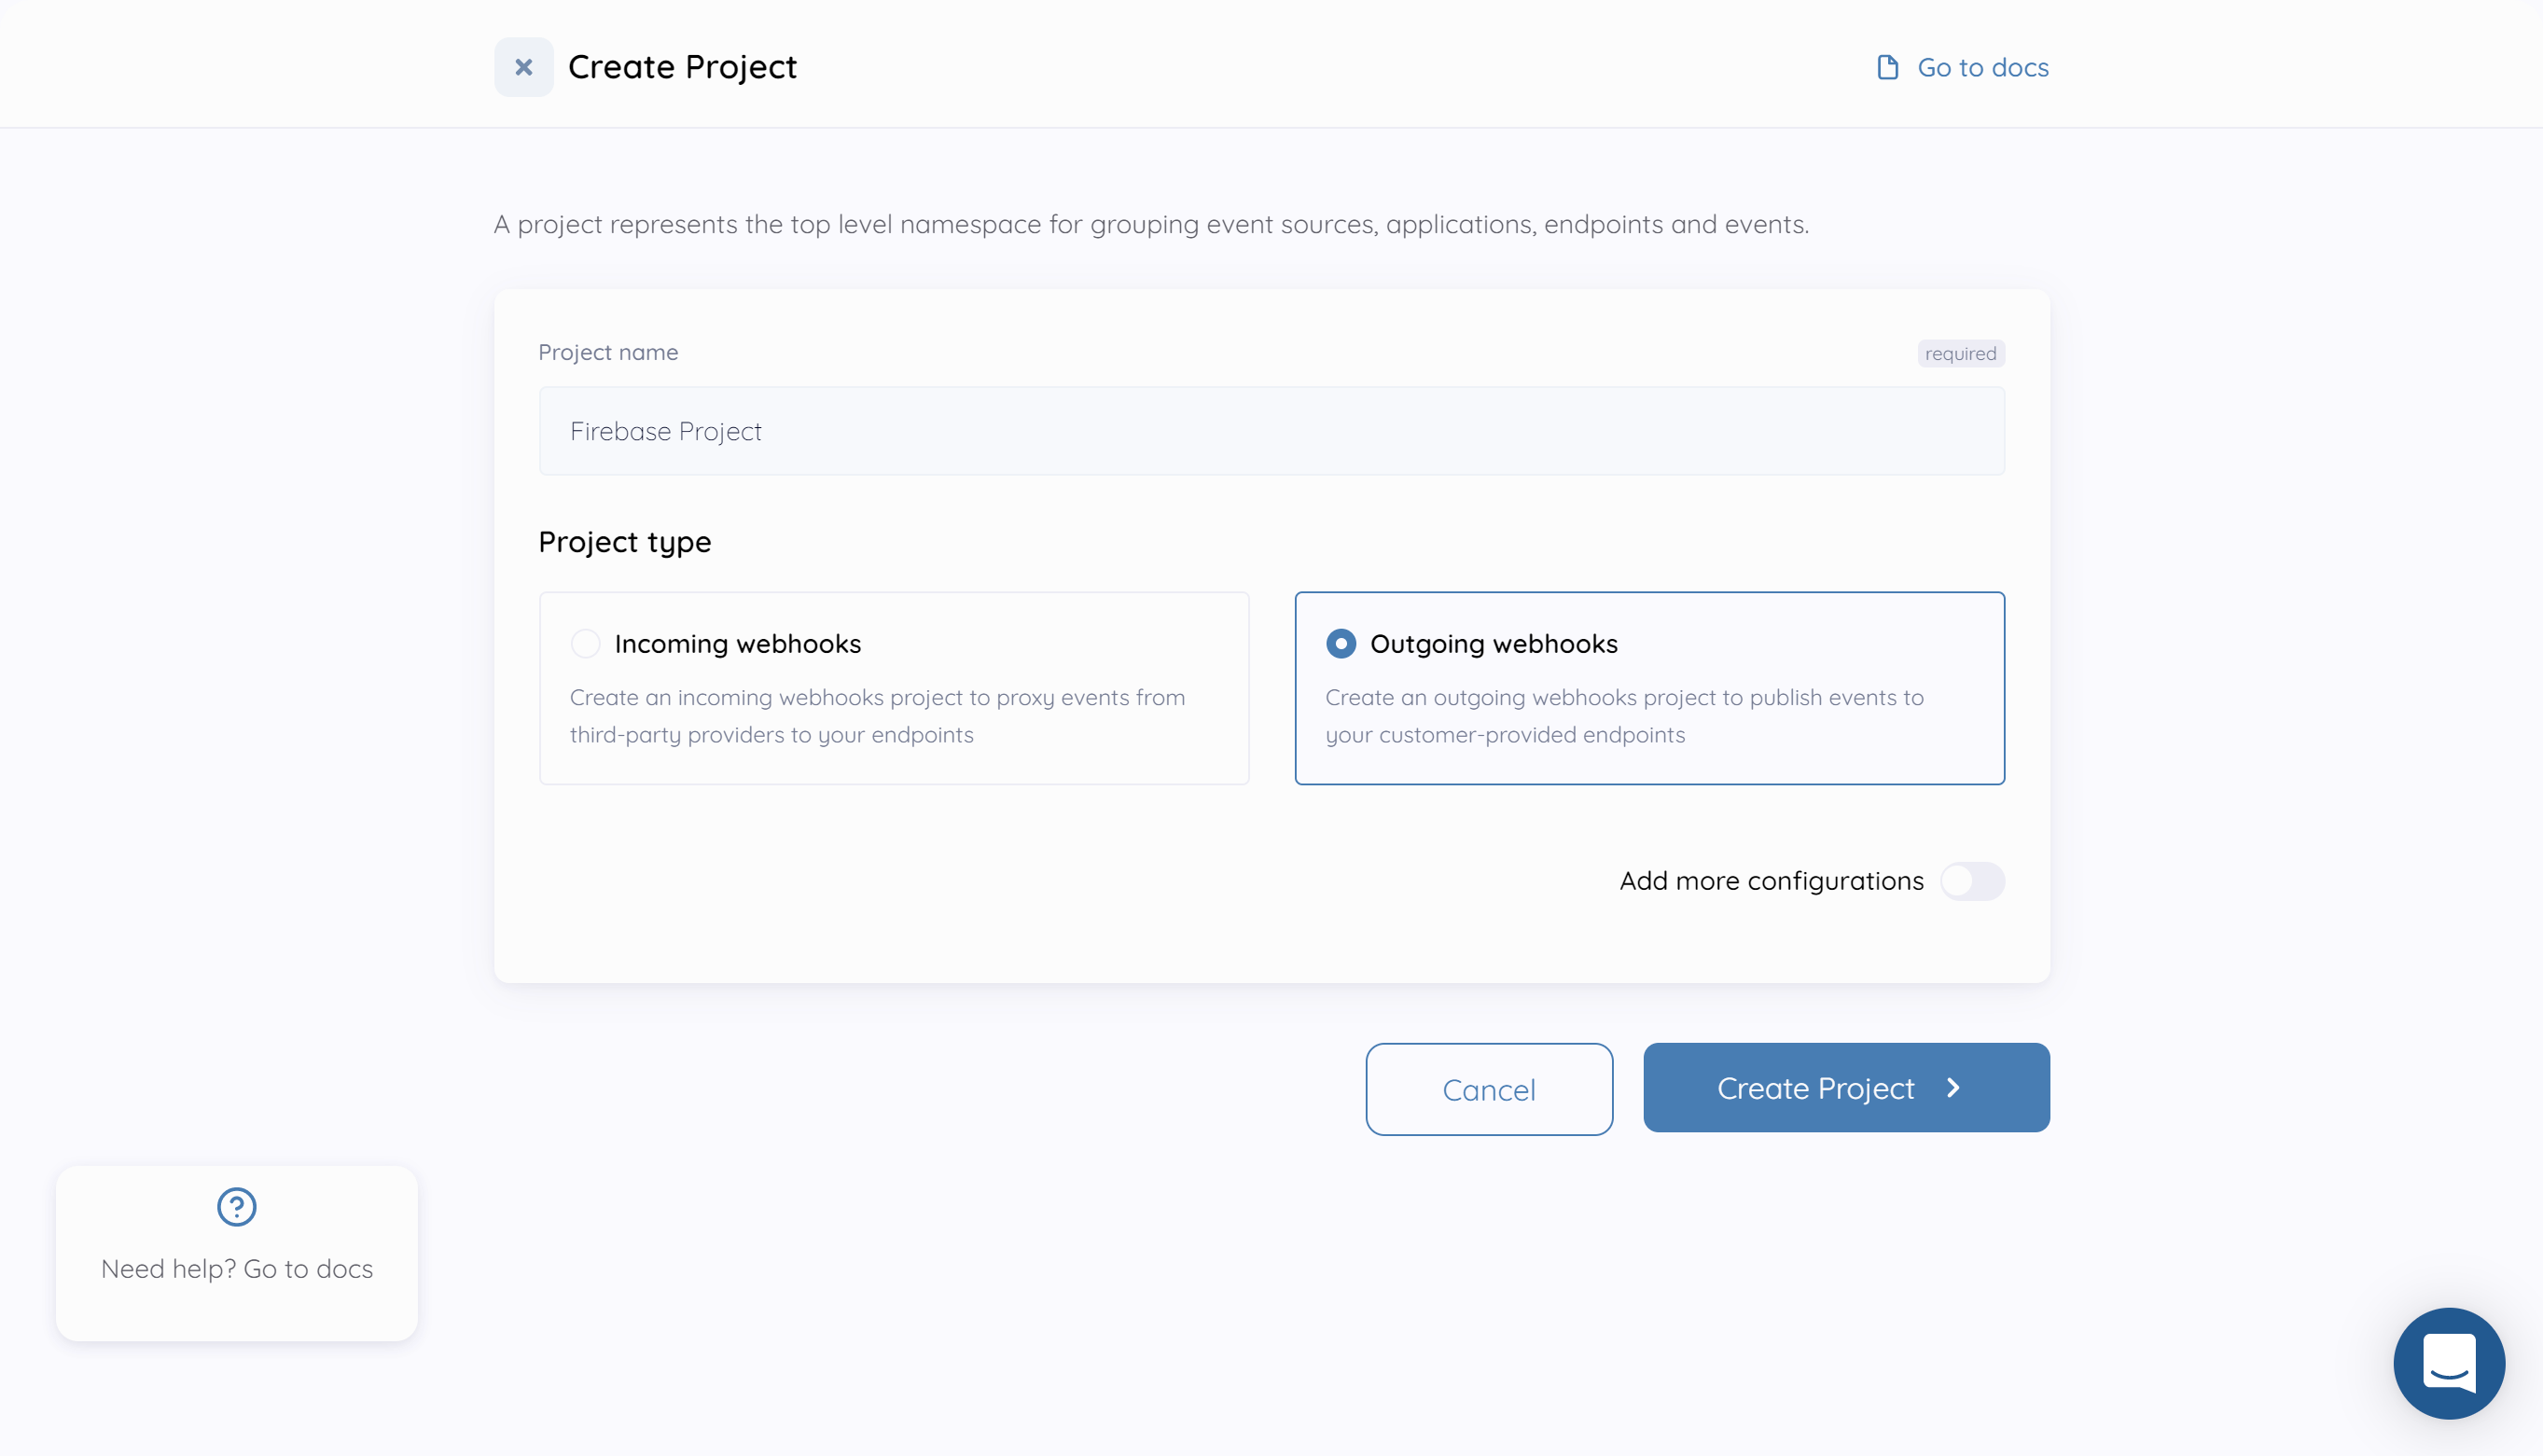 Create Project
Go to docs
A project represents the top level namespace for grouping event sources, applications, endpoints and events.
Project name
required
Firebase Project
Project type
Incoming webhooks
Create an incoming webhooks project to proxy events from
third-party providers to your endpoints
Outgoing webhooks
Create an outgoing webhooks project to publish events to
your customer-provided endpoints
Add more configurations
Cancel
Create Project
Need help? Go to docs